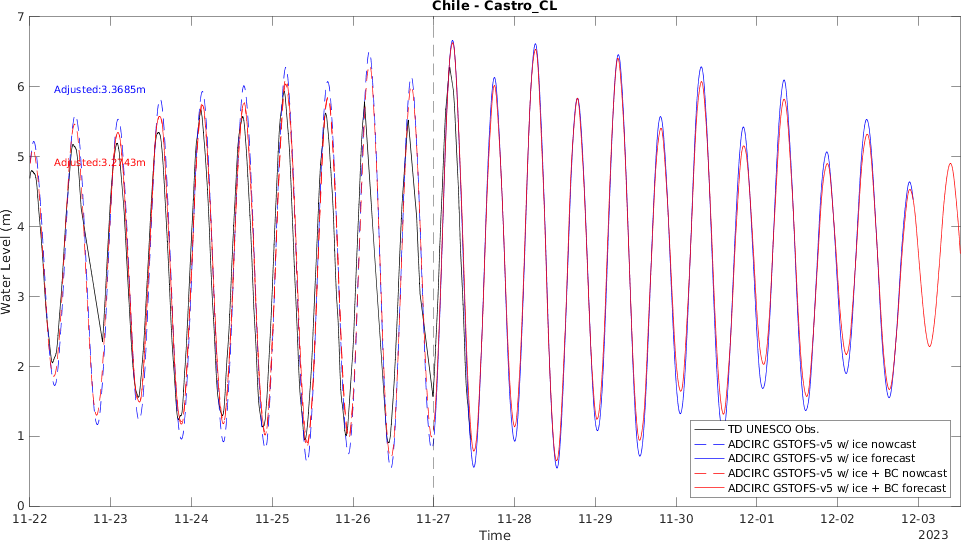 Chile - Castro_CL
7
6
5
4
3
2
1
0
Water Level (m)
Adjusted:3.3685m
Adjusted:3.2743m
TD UNESCO Obs.
ADCIRC GSTOFS-v5 w/ ice nowcast
ADCIRC GSTOFS-v5 w/ ice forecast
ADCIRC GSTOFS-v5 w/ ice + BC nowcast
ADCIRC GSTOFS-v5 w/ ice + BC forecast
11-22 11-23 11-24 11-25 11-26 11-27 11-28 11-29 11-30 12-01 12-02 12-03
Time
2023